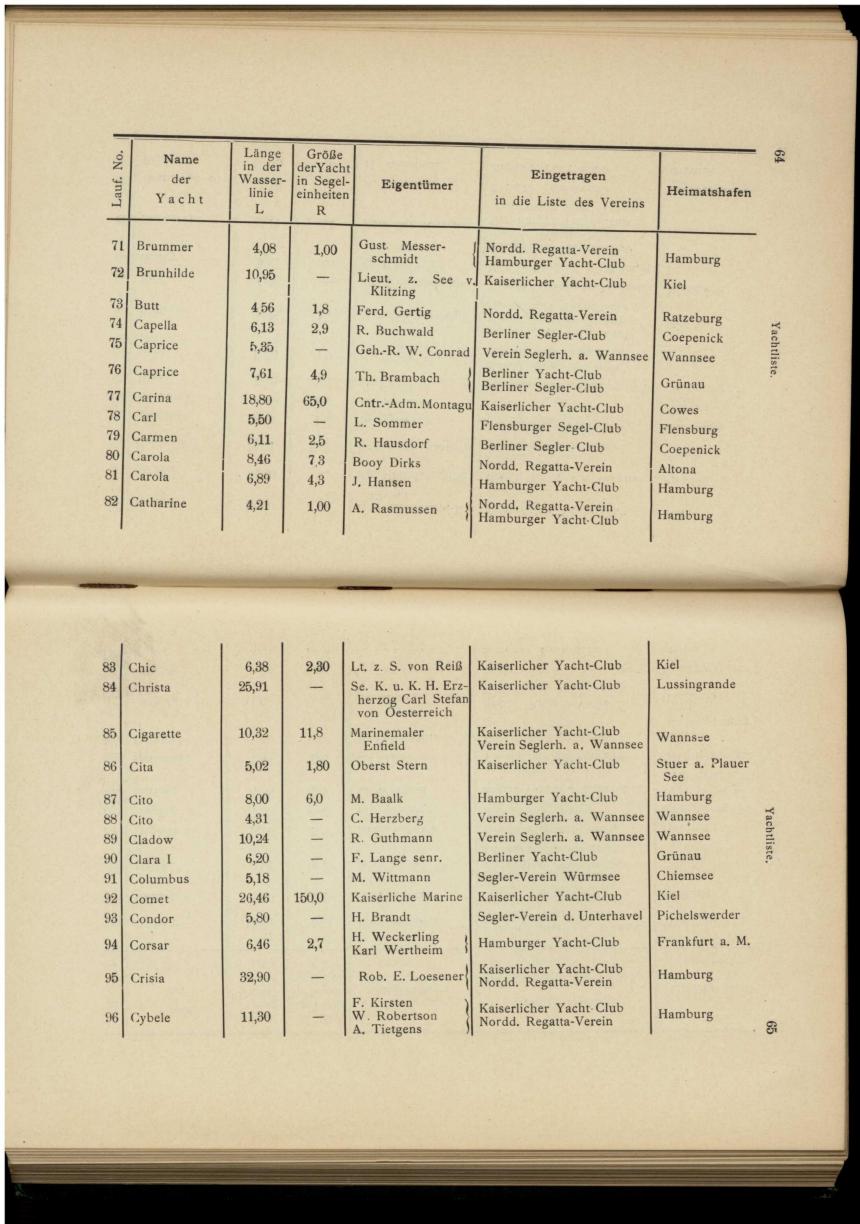 64
Yachtliste.
Lauf. No. | Name der Yacht | Länge in der Wasser-linie L | Größe der Yacht in Segel-einheiten R | Eigentümer | Eingetragen in die Liste des Vereins | Heimatshafen
71 Brummer 4,08 1,00 Gust. Messer- Nordd. Regatta-Verein
schmidt Hamburger Yacht-Club Hamburg
72 Brunhilde 10,95 — Lieut. z. See v. Kaiserlicher Yacht-Club Kiel
Klitzing
73 Butt 4,56 1,8 Ferd. Gertig Nordd. Regatta-Verein Ratzeburg
74 Capella 6,13 2,9 R. Buchwald Berliner Segler-Club Coepenick
75 Caprice 5,35 — Geh.-R. W. Conrad Verein Seglerh. a. Wannsee Wannsee
76 Caprice 7,61 4,9 Th. Brambach Berliner Yacht-Club
Berliner Segler-Club Grünau
77 Carina 18,80 65,0 Cntr.-Adm. Montagu Kaiserlicher Yacht-Club Cowes
78 Carl 5,50 — L. Sommer Flensburger Segel-Club Flensburg
79 Carmen 6,11 2,5 R. Hausdorf Berliner Segler-Club Coepenick
80 Carola 8,46 7,3 Booy Dirks Nordd. Regatta-Verein Altona
81 Carola 6,89 4,3 J. Hansen Hamburger Yacht-Club Hamburg
82 Catharine 4,21 1,00 A. Rasmussen Nordd. Regatta-Verein
Hamburger Yacht-Club Hamburg
83 Chic 6,38 2,30 Lt. z. S. von Reiß Kaiserlicher Yacht-Club Kiel
84 Christa 25,91 — Se. K. u. K. H. Erz- Kaiserlicher Yacht-Club Lussingrande
herzog Carl Stefan
von Oesterreich
85 Cigarette 10,32 11,8 Marinemaler Kaiserlicher Yacht-Club Wannsee
Enfield Verein Seglerh. a. Wannsee
86 Cita 5,02 1,80 Oberst Stern Kaiserlicher Yacht-Club Stuer a. Plauer
See
87 Cito 8,00 6,0 M. Baalk Hamburger Yacht-Club Hamburg
88 Cito 4,31 — C. Herzberg Verein Seglerh. a. Wannsee Wannsee
89 Cladow 10,24 — R. Guthmann Verein Seglerh. a. Wannsee Wannsee
90 Clara I 6,20 — F. Lange senr. Berliner Yacht-Club Grünau
91 Columbus 5,18 — M. Wittmann Segler-Verein Würmsee Chiemsee
92 Comet 26,46 150,0 Kaiserliche Marine Kaiserlicher Yacht-Club Kiel
93 Condor 5,80 — H. Brandt Segler-Verein d. Unterhavel Pichelswerder
94 Corsar 6,46 2,7 H. Weckerling Hamburger Yacht-Club Frankfurt a. M.
Karl Wertheim
95 Crisia 32,90 — Rob. E. Loesener Kaiserlicher Yacht-Club Hamburg
Nordd. Regatta-Verein
96 Cybele 11,30 — F. Kirsten Kaiserlicher Yacht-Club Hamburg
W. Robertson Nordd. Regatta-Verein
A. Tietgens
Yachtliste.
65